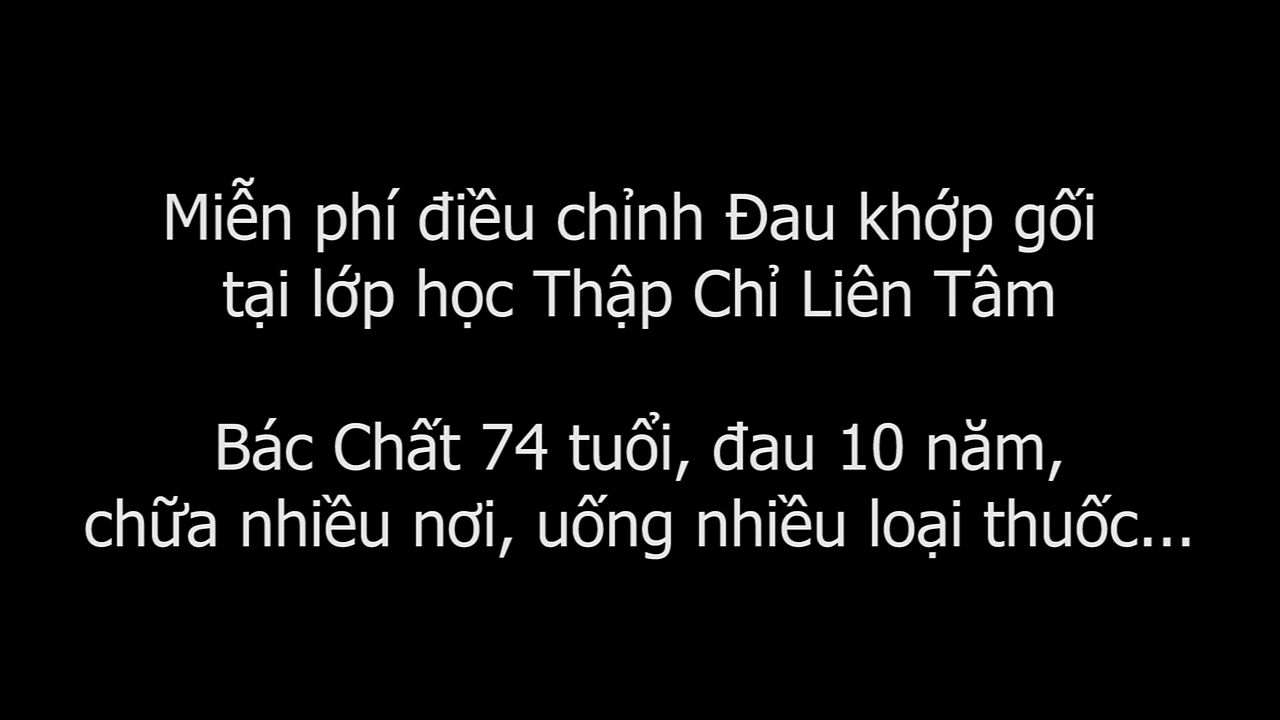 Miễn phí điều chỉnh Đau khớp gối
tại lớp học Thập Chỉ Liên Tâm
Bác Chất 74 tuổi, đau 10 năm,
chữa nhiều nơi, uống nhiều loại thuốc...